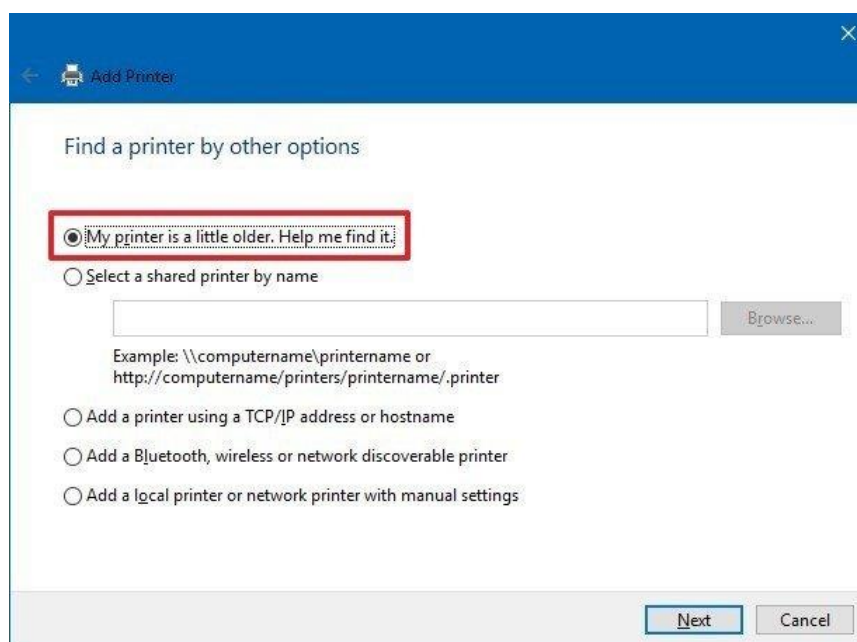 Add Printer
Find a printer by other options
My printer is a little older. Help me find it.
Select a shared printer by name
Browse...
Example: \\computername\printername or
http://computername/printers/printername/.printer
Add a printer using a TCP/IP address or hostname
Add a Bluetooth, wireless or network discoverable printer
Add a local printer or network printer with manual settings
Next Cancel